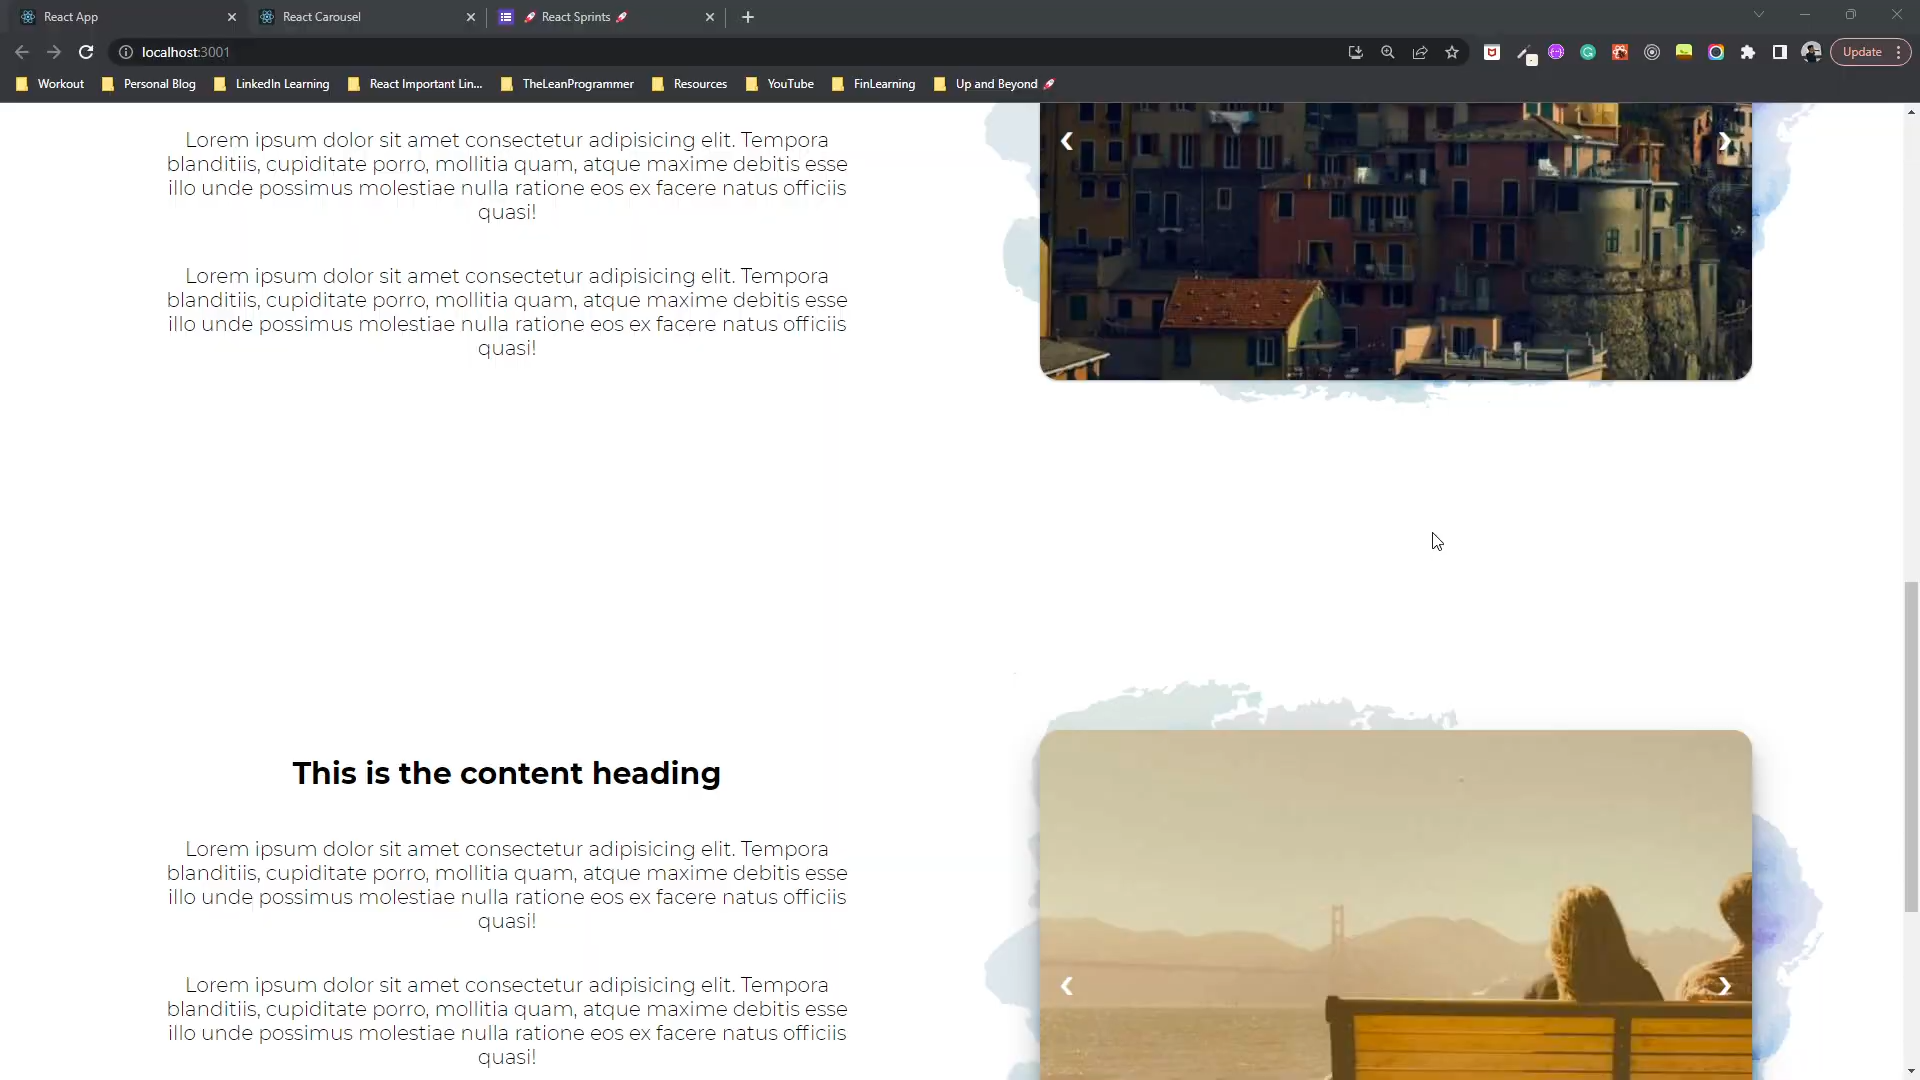 React App
React Carousel
🚀 React Sprints 🚀
localhost:3001
Update
Workout
Personal Blog
LinkedIn Learning
React Important Lin...
TheLeanProgrammer
Resources
YouTube
FinLearning
Up and Beyond 🚀
Lorem ipsum dolor sit amet consectetur adipisicing elit. Tempora
blanditiis, cupiditate porro, mollitia quam, atque maxime debitis esse
illo unde possimus molestiae nulla ratione eos ex facere natus officiis
quasi!
Lorem ipsum dolor sit amet consectetur adipisicing elit. Tempora
blanditiis, cupiditate porro, mollitia quam, atque maxime debitis esse
illo unde possimus molestiae nulla ratione eos ex facere natus officiis
quasi!
This is the content heading
Lorem ipsum dolor sit amet consectetur adipisicing elit. Tempora
blanditiis, cupiditate porro, mollitia quam, atque maxime debitis esse
illo unde possimus molestiae nulla ratione eos ex facere natus officiis
quasi!
Lorem ipsum dolor sit amet consectetur adipisicing elit. Tempora
blanditiis, cupiditate porro, mollitia quam, atque maxime debitis esse
illo unde possimus molestiae nulla ratione eos ex facere natus officiis
quasi!